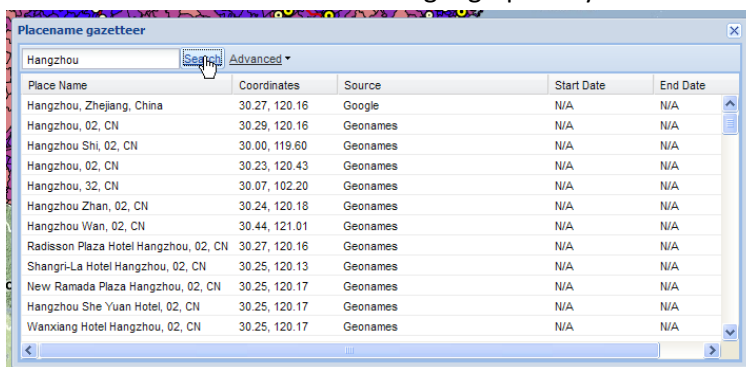 Placename gazetteer
Hangzhou Search Advanced
Place Name Coordinates Source Start Date End Date
Hangzhou, Zhejiang, China 30.27, 120.16 Google N/A N/A
Hangzhou, 02, CN 30.29, 120.16 Geonames N/A N/A
Hangzhou Shi, 02, CN 30.00, 119.60 Geonames N/A N/A
Hangzhou, 02, CN 30.23, 120.43 Geonames N/A N/A
Hangzhou, 32, CN 30.07, 102.20 Geonames N/A N/A
Hangzhou Zhan, 02, CN 30.24, 120.18 Geonames N/A N/A
Hangzhou Wan, 02, CN 30.44, 121.01 Geonames N/A N/A
Radisson Plaza Hotel Hangzhou, 02, CN 30.27, 120.16 Geonames N/A N/A
Shangri-La Hotel Hangzhou, 02, CN 30.25, 120.13 Geonames N/A N/A
New Ramada Plaza Hangzhou, 02, CN 30.25, 120.17 Geonames N/A N/A
Hangzhou She Yuan Hotel, 02, CN 30.25, 120.17 Geonames N/A N/A
Wanxiang Hotel Hangzhou, 02, CN 30.25, 120.17 Geonames N/A N/A